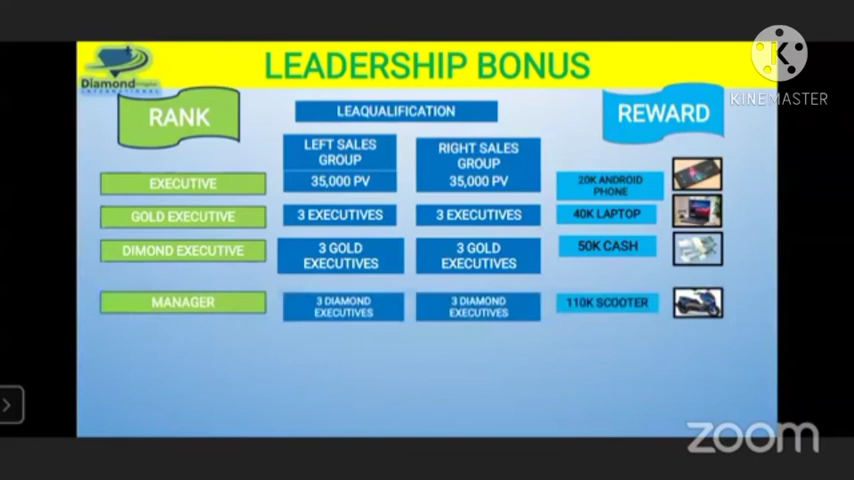 LEADERSHIP BONUS
KINEMASTER
Diamond
INTERNATIONAL
RANK
LEAQUALIFICATION
REWARD
LEFT SALES
GROUP
35,000 PV
RIGHT SALES
GROUP
35,000 PV
EXECUTIVE
20K ANDROID
PHONE
GOLD EXECUTIVE
3 EXECUTIVES
3 EXECUTIVES
40K LAPTOP
DIMOND EXECUTIVE
3 GOLD
EXECUTIVES
3 GOLD
EXECUTIVES
50K CASH
MANAGER
3 DIAMOND
EXECUTIVES
3 DIAMOND
EXECUTIVES
110K SCOOTER
zoom